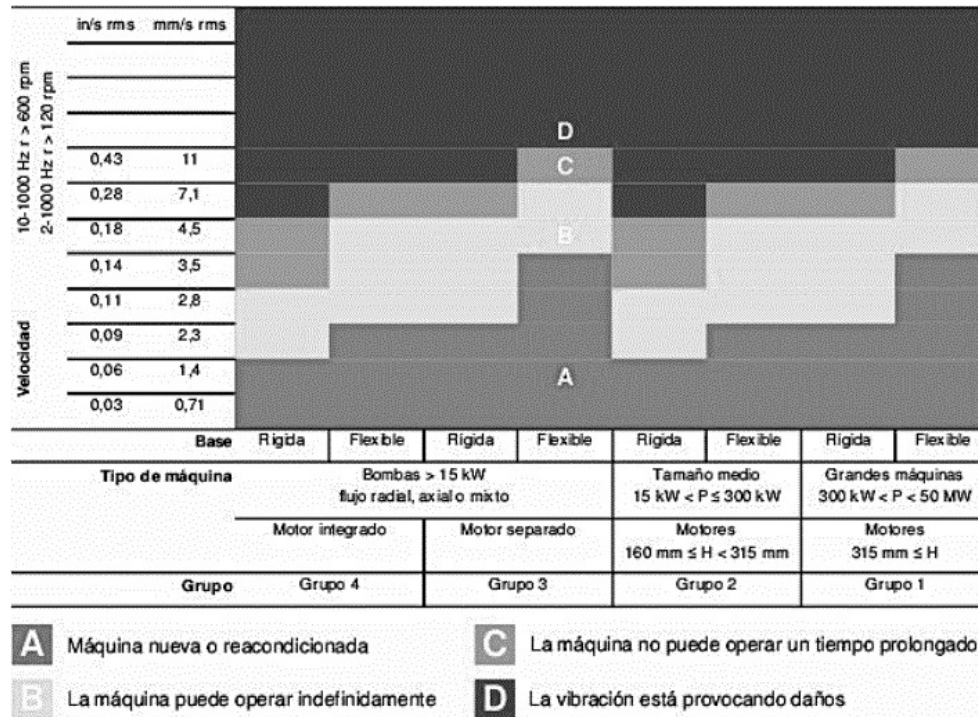 in/s rms mm/s rms
10-1000 Hz r > 600 rpm
2-1000 Hz r > 120 rpm
Velocidad
D
0,43 11
C
0,28 7,1
0,18 4,5
B
0,14 3,5
0,11 2,8
0,09 2,3
0,06 1,4
A
0,03 0,71
Base Rígida Flexible Rígida Flexible Rígida Flexible Rígida Flexible
Tipo de máquina Bombas > 15 kW Tamaño medio Grandes máquinas
flujo radial, axial o mixto 15 kW < P ≤ 300 kW 300 kW < P < 50 MW
Motor integrado Motor separado Motores Motores
160 mm ≤ H < 315 mm 315 mm ≤ H
Grupo Grupo 4 Grupo 3 Grupo 2 Grupo 1
A Máquina nueva o reacondicionada C La máquina no puede operar un tiempo prolongado
B La máquina puede operar indefinidamente D La vibración está provocando daños